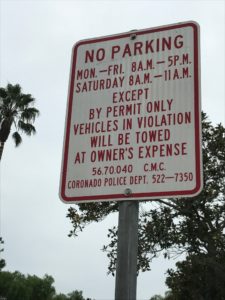 NO PARKING
MON.–FRI. 8A.M.–5P.M.
SATURDAY 8A.M.–11A.M.
EXCEPT
BY PERMIT ONLY
VEHICLES IN VIOLATION
WILL BE TOWED
AT OWNER'S EXPENSE
56.70.040 C.M.C.
CORONADO POLICE DEPT. 522–7350